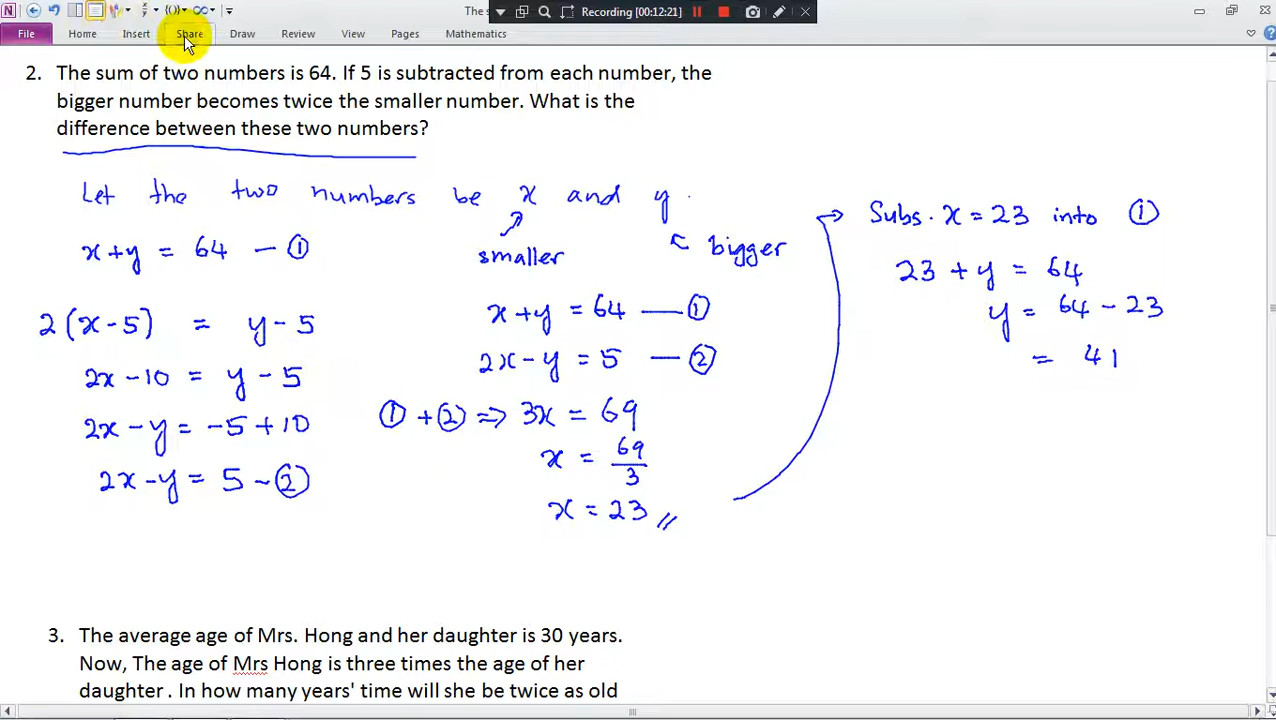 The s
Recording [00:12:21]
File Home Insert Share Draw Review View Pages Mathematics
2. The sum of two numbers is 64. If 5 is subtracted from each number, the
bigger number becomes twice the smaller number. What is the
difference between these two numbers?
Let the two numbers be x and y.
smaller
bigger
x+y = 64 — ①
2(x-5) = y-5
2x-10 = y-5
2x-y = -5+10
2x-y = 5 - ②
x+y = 64 — ①
2x-y = 5 — ②
① + ② => 3x = 69
x = 69/3
x = 23 //
Subs. x = 23 into ①
23 + y = 64
y = 64 - 23
= 41
3. The average age of Mrs. Hong and her daughter is 30 years.
Now, The age of Mrs Hong is three times the age of her
daughter . In how many years' time will she be twice as old